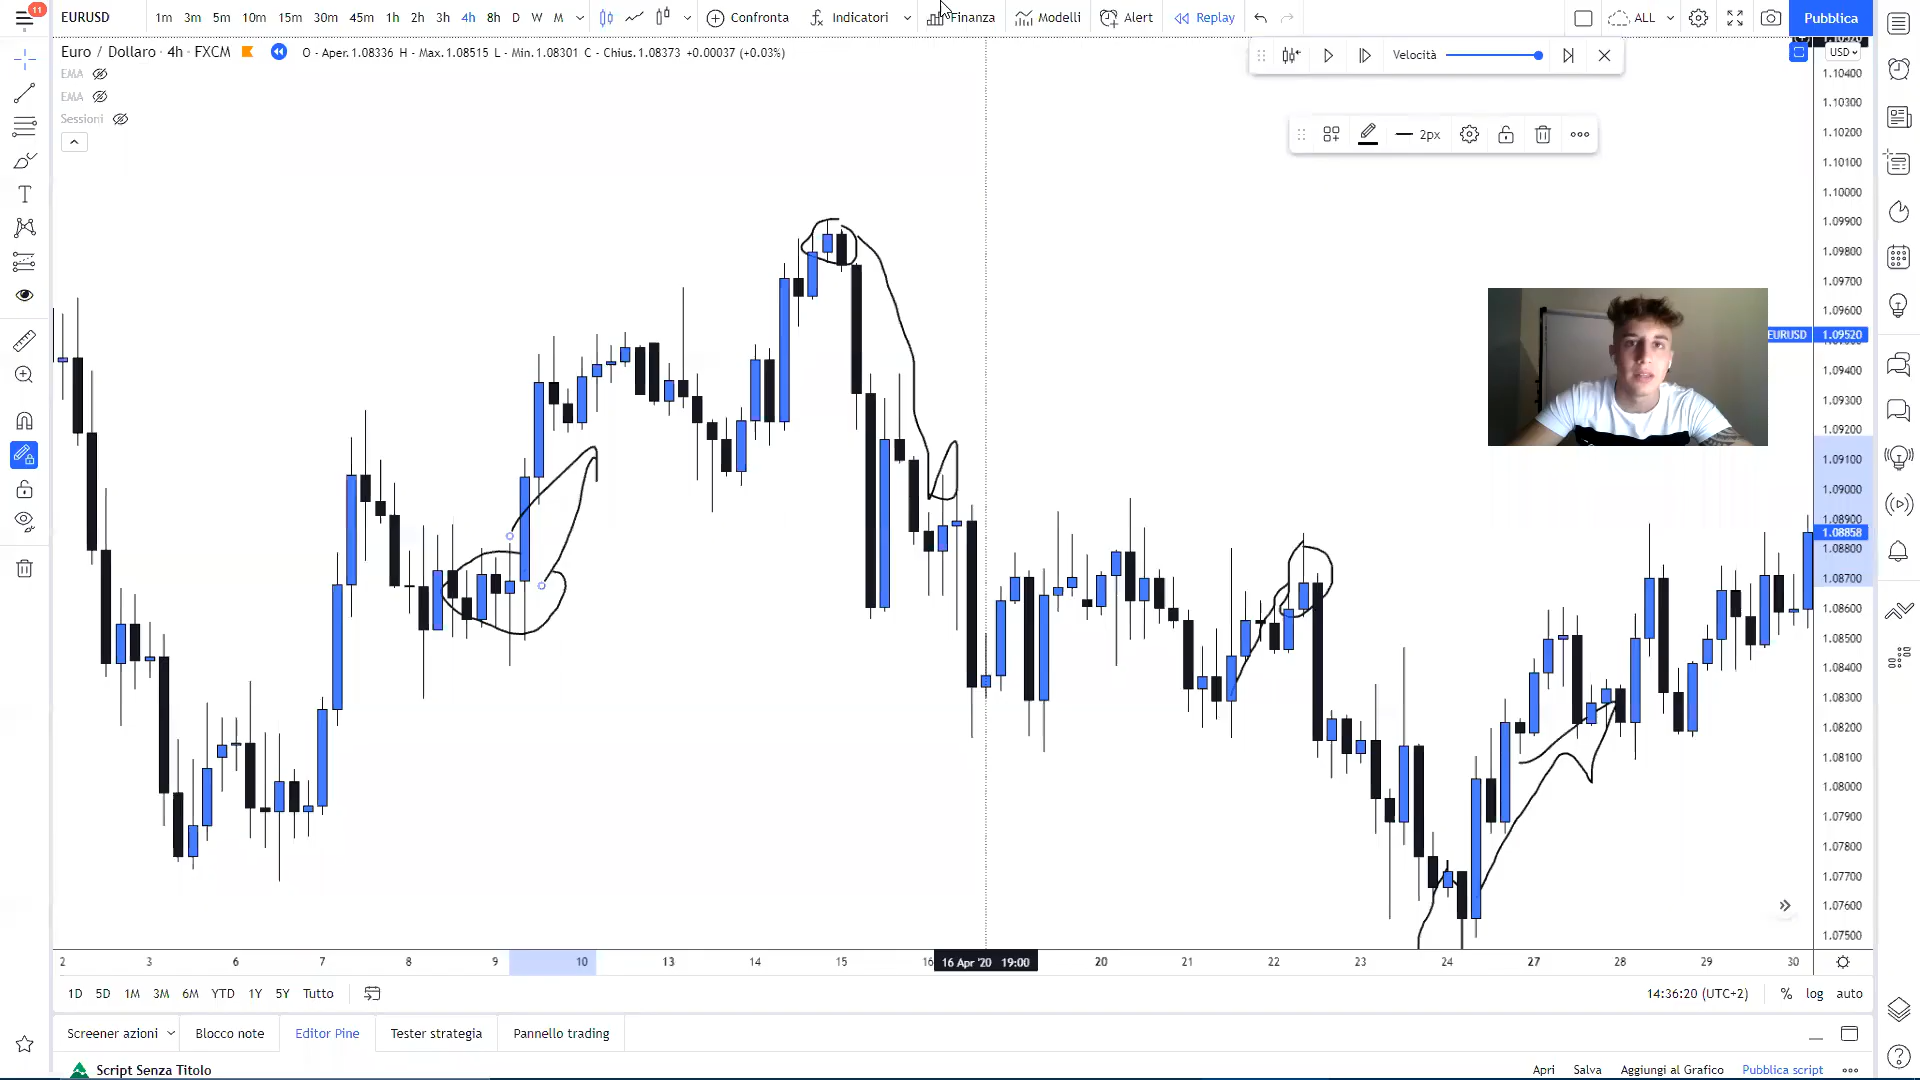 11
EURUSD
1m 3m 5m 10m 15m 30m 45m 1h 2h 3h 4h 8h D W M
Confronta
Indicatori
Finanza
Modelli
Alert
Replay
ALL
Pubblica
Euro / Dollaro · 4h · FXCM
O - Aper.1.08336 H - Max.1.08515 L - Min.1.08301 C - Chius.1.08373 +0.00037 (+0.03%)
EMA
EMA
Sessioni
Velocità
2px
USD
1.10400
1.10300
1.10200
1.10100
1.10000
1.09900
1.09800
1.09700
1.09600
EURUSD 1.09520
1.09400
1.09300
1.09200
1.09100
1.09000
1.08900
1.08858
1.08800
1.08700
1.08600
1.08500
1.08400
1.08300
1.08200
1.08100
1.08000
1.07900
1.07800
1.07700
1.07600
1.07500
2 3 6 7 8 9 10 13 14 15 16 16 Apr '20 19:00 20 21 22 23 24 27 28 29 30
1D 5D 1M 3M 6M YTD 1Y 5Y Tutto
14:36:20 (UTC+2)
% log auto
Screener azioni
Blocco note
Editor Pine
Tester strategia
Pannello trading
Script Senza Titolo
Apri Salva Aggiungi al Grafico Pubblica script